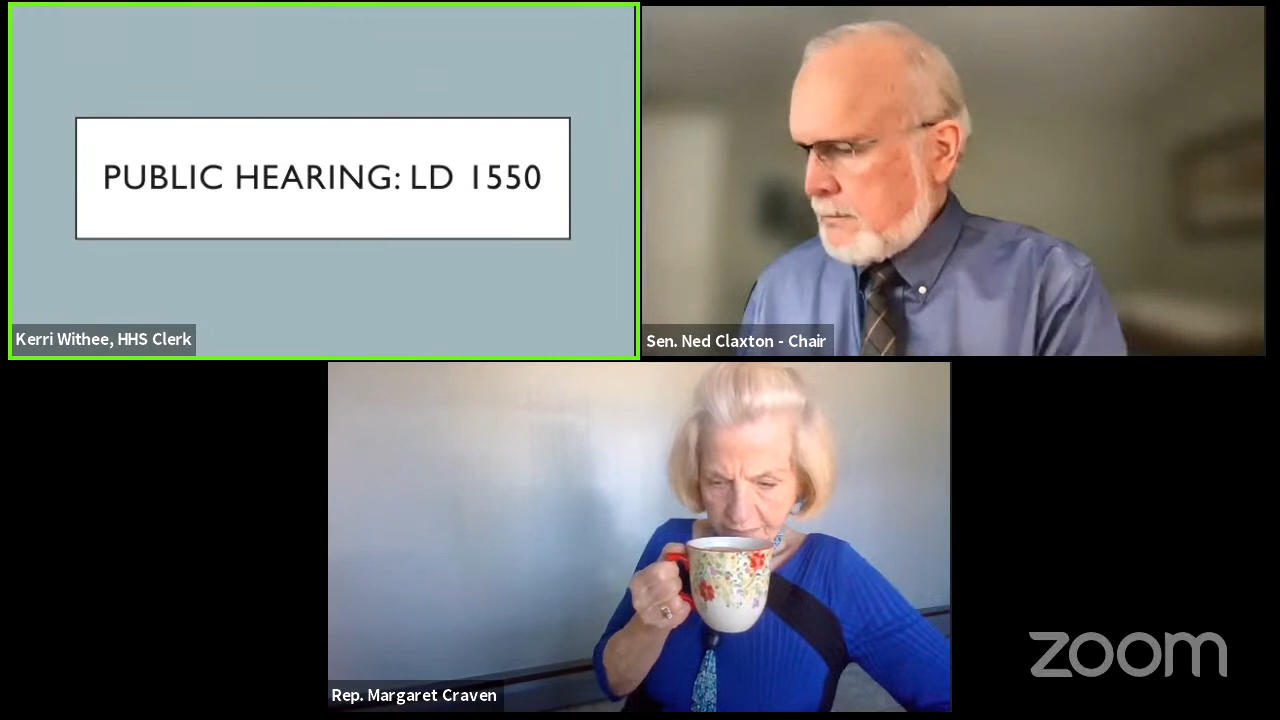 PUBLIC HEARING: LD 1550
Kerri Withee, HHS Clerk
Sen. Ned Claxton - Chair
Rep. Margaret Craven
zoom